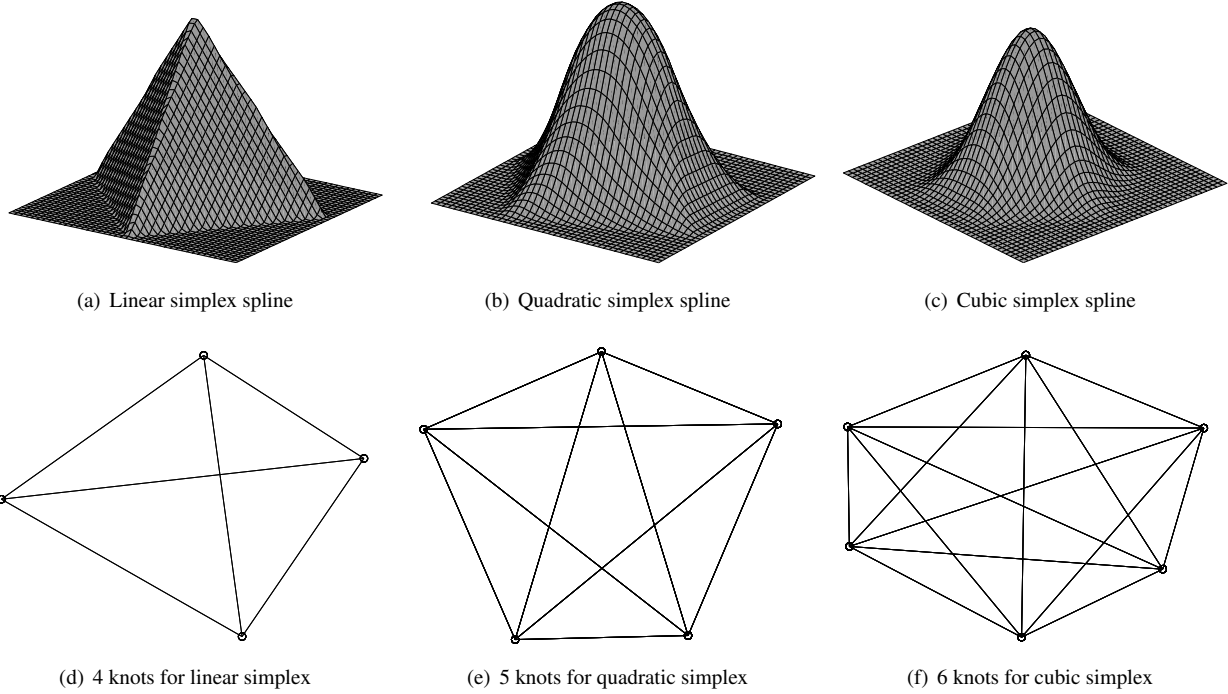 (a) Linear simplex spline
(b) Quadratic simplex spline
(c) Cubic simplex spline
(d) 4 knots for linear simplex
(e) 5 knots for quadratic simplex
(f) 6 knots for cubic simplex